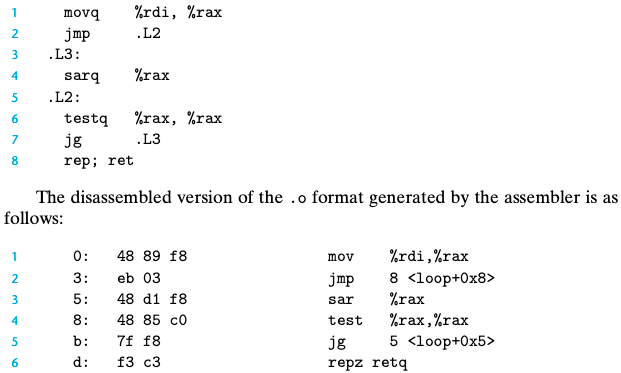 1 movq %rdi, %rax
2 jmp .L2
3 .L3:
4 sarq %rax
5 .L2:
6 testq %rax, %rax
7 jg .L3
8 rep; ret
The disassembled version of the .o format generated by the assembler is as
follows:
1 0: 48 89 f8 mov %rdi,%rax
2 3: eb 03 jmp 8 <loop+0x8>
3 5: 48 d1 f8 sar %rax
4 8: 48 85 c0 test %rax,%rax
5 b: 7f f8 jg 5 <loop+0x5>
6 d: f3 c3 repz retq